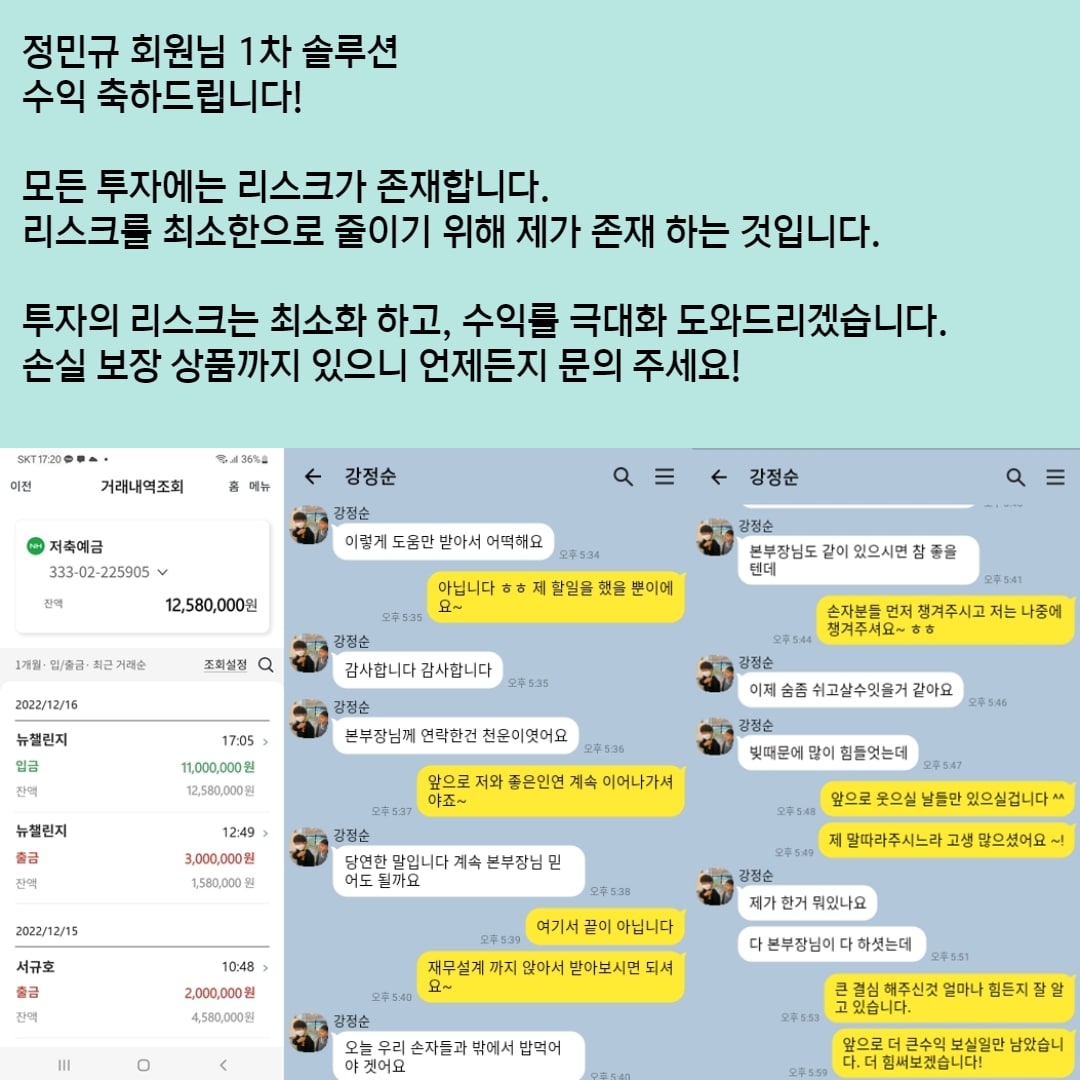 정민규 회원님 1차 솔루션
수익 축하드립니다!
모든 투자에는 리스크가 존재합니다.
리스크를 최소한으로 줄이기 위해 제가 존재 하는 것입니다.
투자의 리스크는 최소화 하고, 수익률 극대화 도와드리겠습니다.
손실 보장 상품까지 있으니 언제든지 문의 주세요!
SKT 17:20
36%
이전
거래내역조회
홈 메뉴
NH 저축예금
333-02-225905
잔액
12,580,000원
1개월· 입/출금· 최근 거래순
조회설정
2022/12/16
뉴챌린지
17:05
입금
11,000,000 원
잔액
12,580,000원
뉴챌린지
12:49
출금
3,000,000 원
잔액
1,580,000 원
2022/12/15
서규호
10:48
출금
2,000,000 원
잔액
4,580,000원
강정순
강정순
이렇게 도움만 받아서 어떡해요
오후 5:34
아닙니다 ㅎㅎ 제 할일을 했을 뿐이에
요~
오후 5:35
강정순
감사합니다 감사합니다
오후 5:35
강정순
본부장님께 연락한건 천운이엿어요
오후 5:36
앞으로 저와 좋은인연 계속 이어나가셔
야죠~
오후 5:37
강정순
당연한 말입니다 계속 본부장님 믿
어도 될까요
오후 5:38
여기서 끝이 아닙니다
오후 5:39
재무설계 까지 앉아서 받아보시면 되셔
요~
오후 5:40
강정순
오늘 우리 손자들과 밖에서 밥먹어
야 겟어요
오후 5:40
강정순
강정순
본부장님도 같이 있으시면 참 좋을
텐데
오후 5:41
손자분들 먼저 챙겨주시고 저는 나중에
챙겨주셔요~ ㅎㅎ
오후 5:44
강정순
이제 숨좀 쉬고살수잇을거 같아요
오후 5:46
강정순
빚때문에 많이 힘들엇는데
오후 5:47
앞으로 웃으실 날들만 있으실겁니다 ^^
오후 5:48
제 말따라주시느라 고생 많으셨어요 ~!
오후 5:49
강정순
제가 한거 뭐있나요
다 본부장님이 다 하셧는데
오후 5:51
큰 결심 해주신것 얼마나 힘든지 잘 알
고 있습니다.
오후 5:53
앞으로 더 큰수익 보실일만 남았습니
다. 더 힘써보겠습니다!
오후 5:59